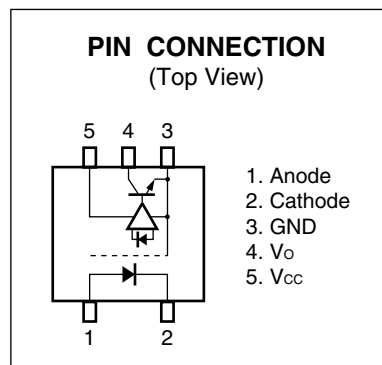 PIN CONNECTION
(Top View)
5 4 3
1. Anode
2. Cathode
3. GND
4. Vo
5. Vcc
1 2